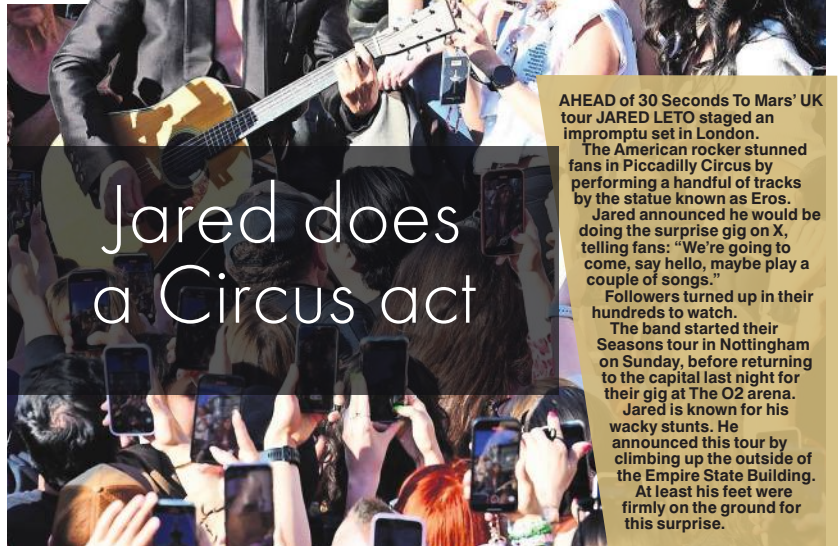 Jared does
a Circus act
AHEAD of 30 Seconds To Mars’ UK
tour JARED LETO staged an
impromptu set in London.
The American rocker stunned
fans in Piccadilly Circus by
performing a handful of tracks
by the statue known as Eros.
Jared announced he would be
doing the surprise gig on X,
telling fans: “We’re going to
come, say hello, maybe play a
couple of songs.”
Followers turned up in their
hundreds to watch.
The band started their
Seasons tour in Nottingham
on Sunday, before returning
to the capital last night for
their gig at The O2 arena.
Jared is known for his
wacky stunts. He
announced this tour by
climbing up the outside of
the Empire State Building.
At least his feet were
firmly on the ground for
this surprise.